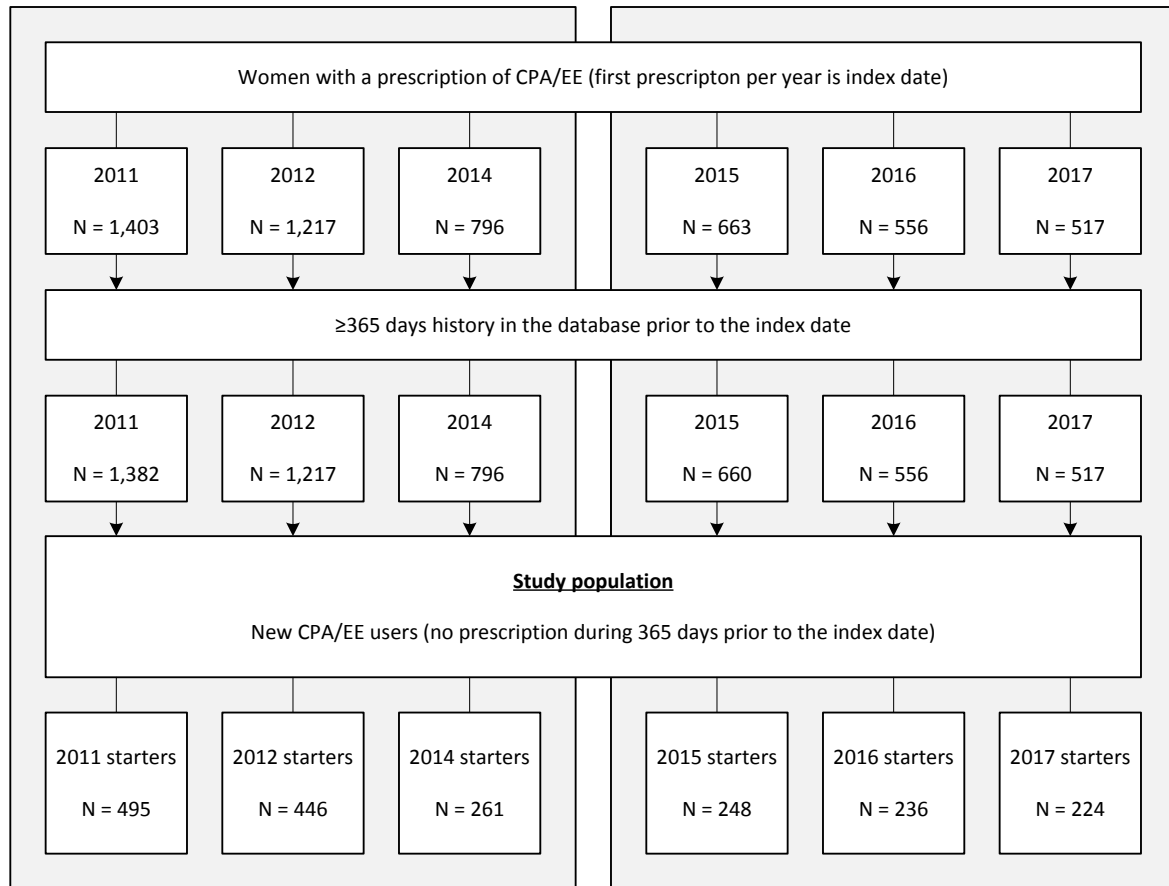 Women with a prescription of CPA/EE (first prescripton per year is index date)
2011
N = 1,403
2012
N = 1,217
2014
N = 796
2015
N = 663
2016
N = 556
2017
N = 517
≥365 days history in the database prior to the index date
2011
N = 1,382
2012
N = 1,217
2014
N = 796
2015
N = 660
2016
N = 556
2017
N = 517
Study population
New CPA/EE users (no prescription during 365 days prior to the index date)
2011 starters
N = 495
2012 starters
N = 446
2014 starters
N = 261
2015 starters
N = 248
2016 starters
N = 236
2017 starters
N = 224